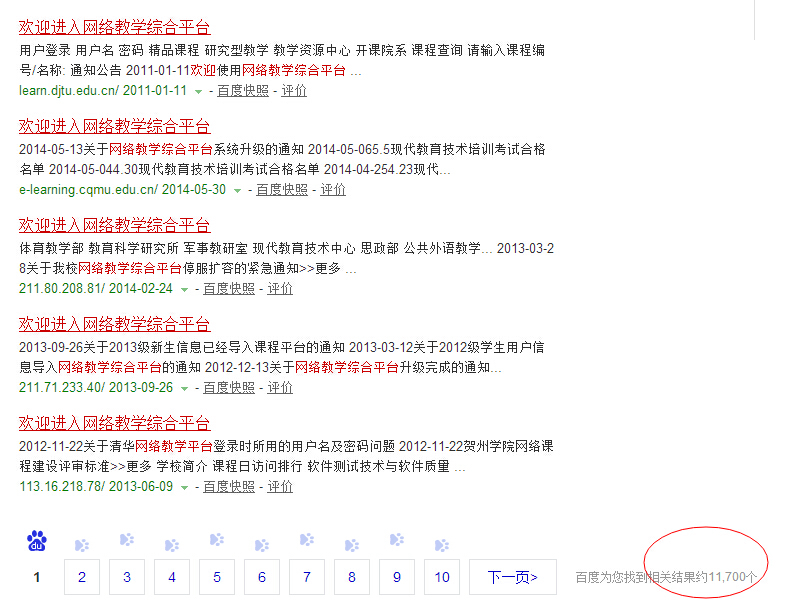 欢迎进入网络教学综合平台
用户登录 用户名 密码 精品课程 研究型教学 教学资源中心 开课院系 课程查询 请输入课程编
号/名称: 通知公告 2011-01-11欢迎使用网络教学综合平台 ...
learn.djtu.edu.cn/ 2011-01-11 - 百度快照 - 评价
欢迎进入网络教学综合平台
2014-05-13关于网络教学综合平台系统升级的通知 2014-05-065.5现代教育技术培训考试合格
名单 2014-05-044.30现代教育技术培训考试合格名单 2014-04-254.23现代...
e-learning.cqmu.edu.cn/ 2014-05-30 - 百度快照 - 评价
欢迎进入网络教学综合平台
体育教学部 教育科学研究所 军事教研室 现代教育技术中心 思政部 公共外语教学... 2013-03-2
8关于我校网络教学综合平台停服扩容的紧急通知>>更多 ...
211.80.208.81/ 2014-02-24 - 百度快照 - 评价
欢迎进入网络教学综合平台
2013-09-26关于2013级新生信息已经导入课程平台的通知 2013-03-12关于2012级学生用户信
息导入网络教学综合平台的通知 2012-12-13关于网络教学综合平台升级完成的通知...
211.71.233.40/ 2013-09-26 - 百度快照 - 评价
欢迎进入网络教学综合平台
2012-11-22关于清华网络教学平台登录时所用的用户名及密码问题 2012-11-22贺州学院网络课
程建设评审标准>>更多 学校简介 课程日访问排行 软件测试技术与软件质量 ...
113.16.218.78/ 2013-06-09 - 百度快照 - 评价
du
1 2 3 4 5 6 7 8 9 10 下一页> 百度为您找到相关结果约11,700个